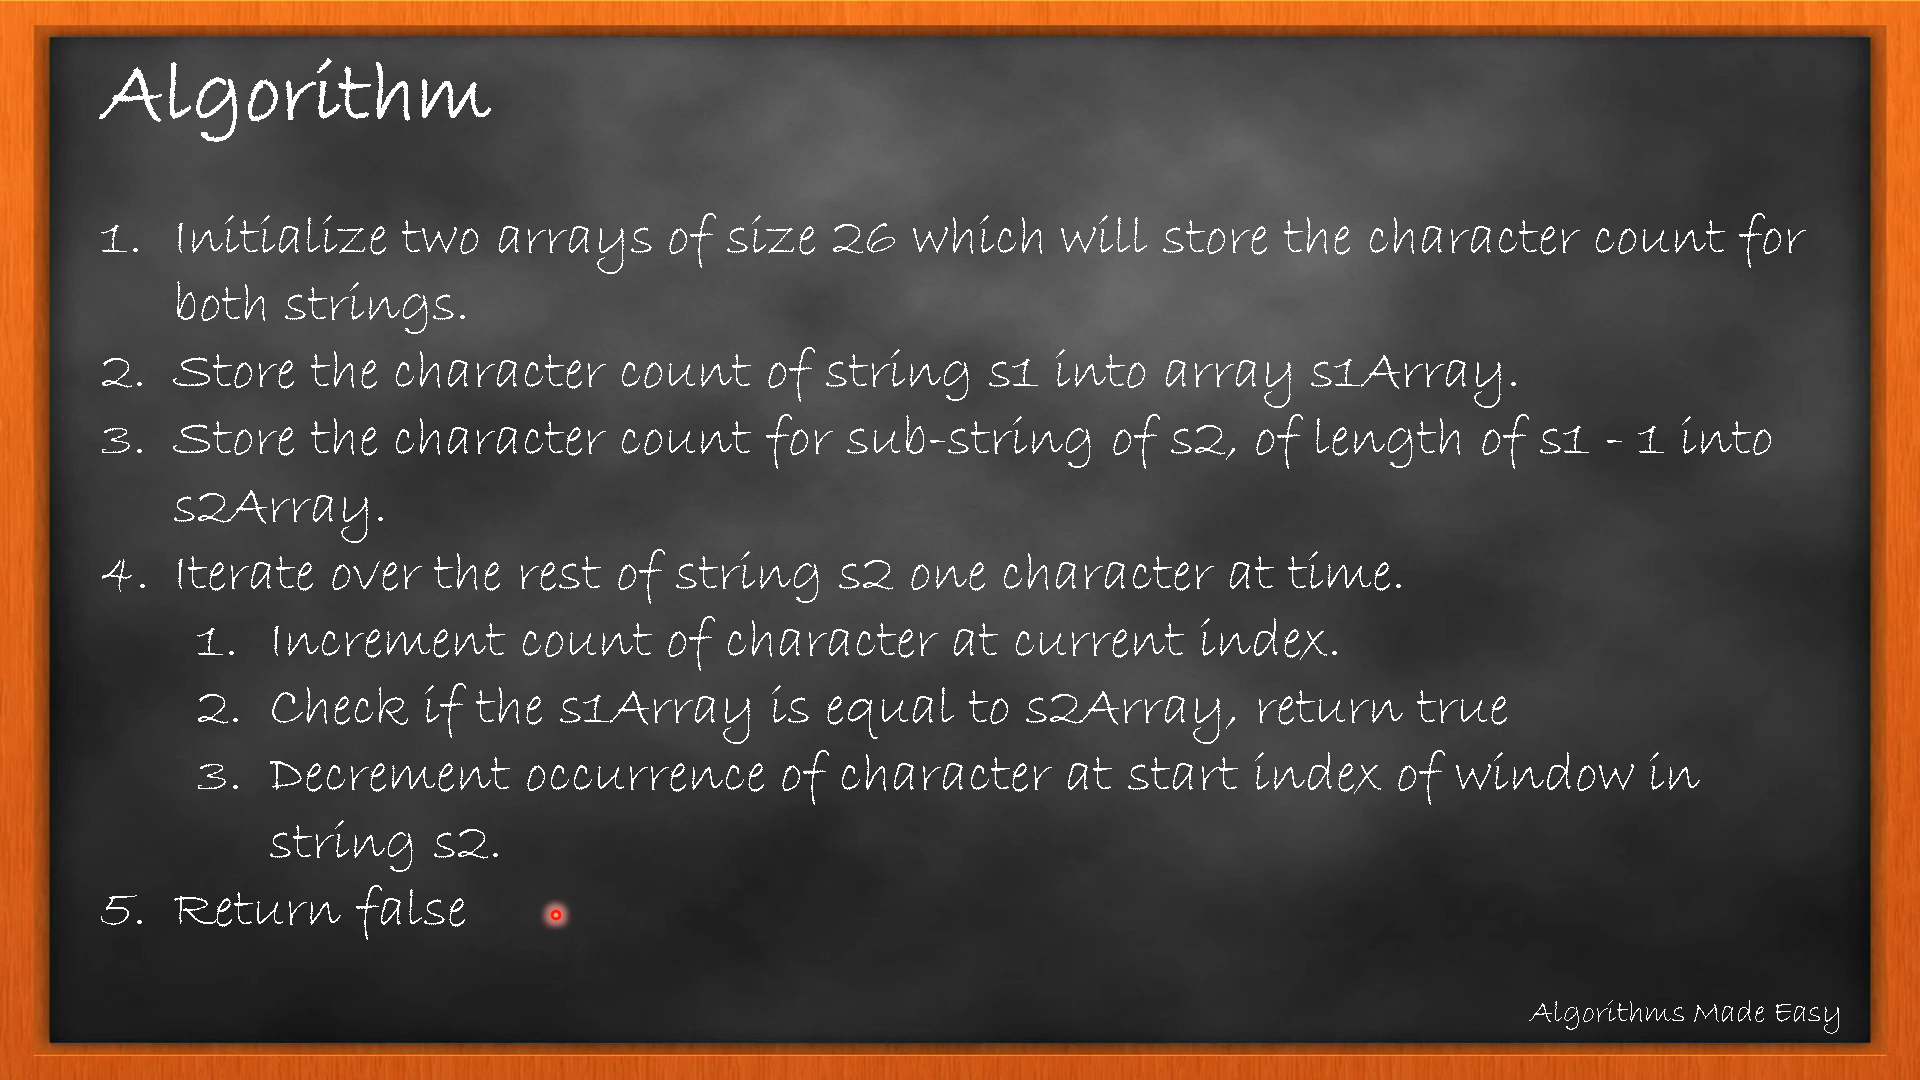 Algorithm
1. Initialize two arrays of size 26 which will store the character count for
both strings.
2. Store the character count of string s1 into array s1Array.
3. Store the character count for sub-string of s2, of length of s1 - 1 into
s2Array.
4. Iterate over the rest of string s2 one character at time.
1. Increment count of character at current index.
2. Check if the s1Array is equal to s2Array, return true
3. Decrement occurrence of character at start index of window in
string s2.
5. Return false
Algorithms Made Easy